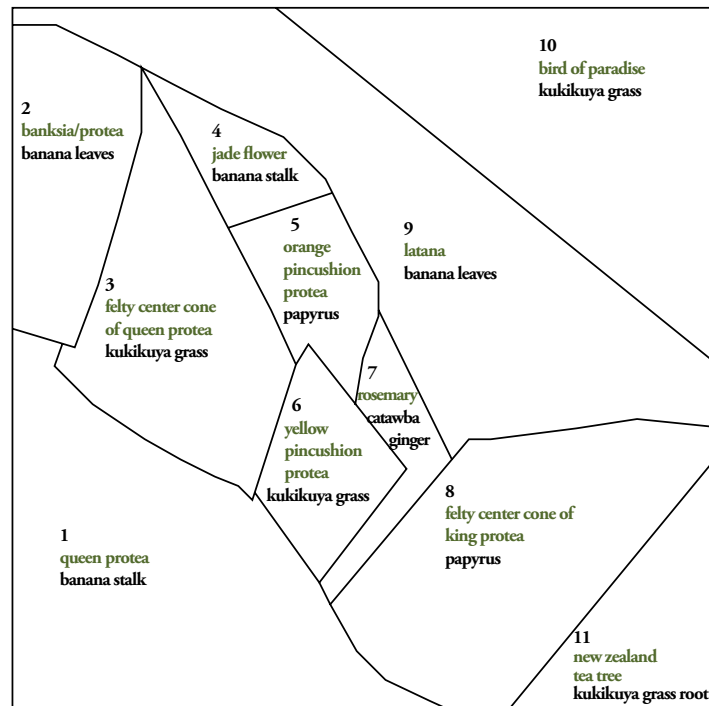 1
queen protea
banana stalk
2
banksia/protea
banana leaves
3
felty center cone
of queen protea
kukikuya grass
4
jade flower
banana stalk
5
orange
pincushion
protea
papyrus
6
yellow
pincushion
protea
kukikuya grass
7
rosemary
catawba
ginger
8
felty center cone of
king protea
papyrus
9
latana
banana leaves
10
bird of paradise
kukikuya grass
11
new zealand
tea tree
kukikuya grass root